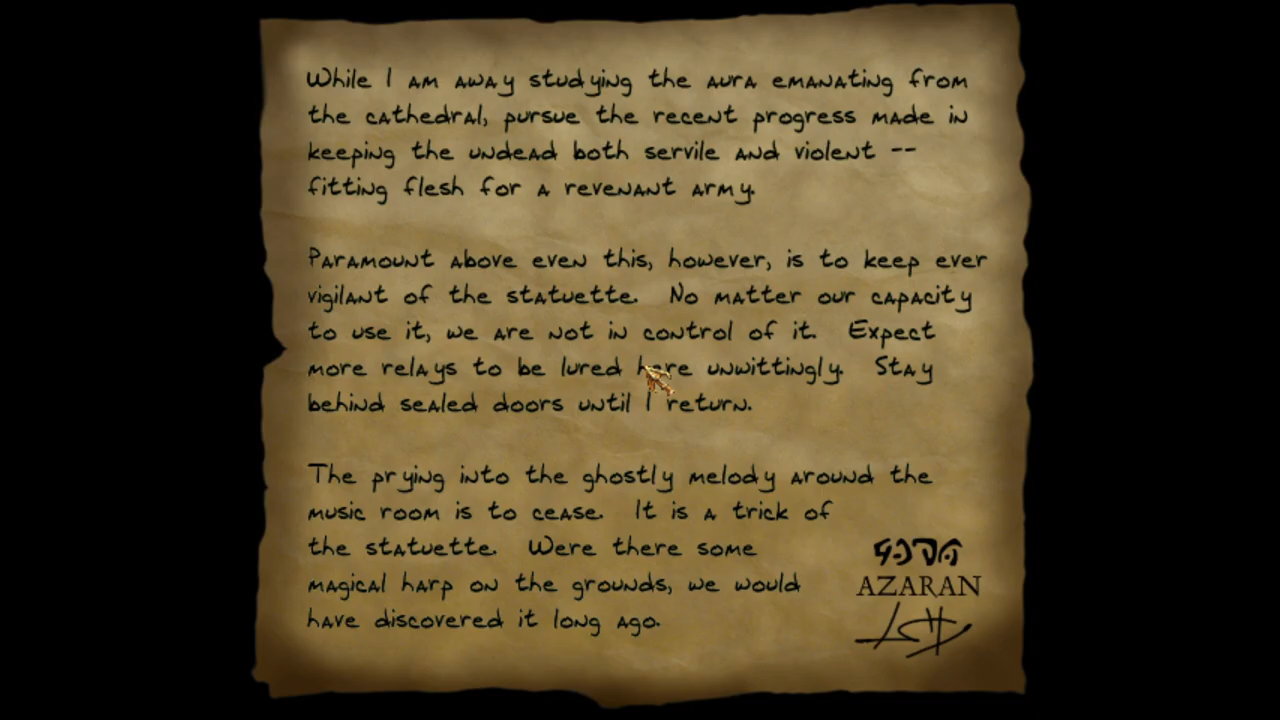 While I am away studying the aura emanating from
the cathedral, pursue the recent progress made in
keeping the undead both servile and violent --
fitting flesh for a revenant army.
Paramount above even this, however, is to keep ever
vigilant of the statuette.  No matter our capacity
to use it, we are not in control of it.  Expect
more relays to be lured here unwittingly.  Stay
behind sealed doors until I return.
The prying into the ghostly melody around the
music room is to cease.  It is a trick of
the statuette.  Were there some
magical harp on the grounds, we would
have discovered it long ago.
AZARAN